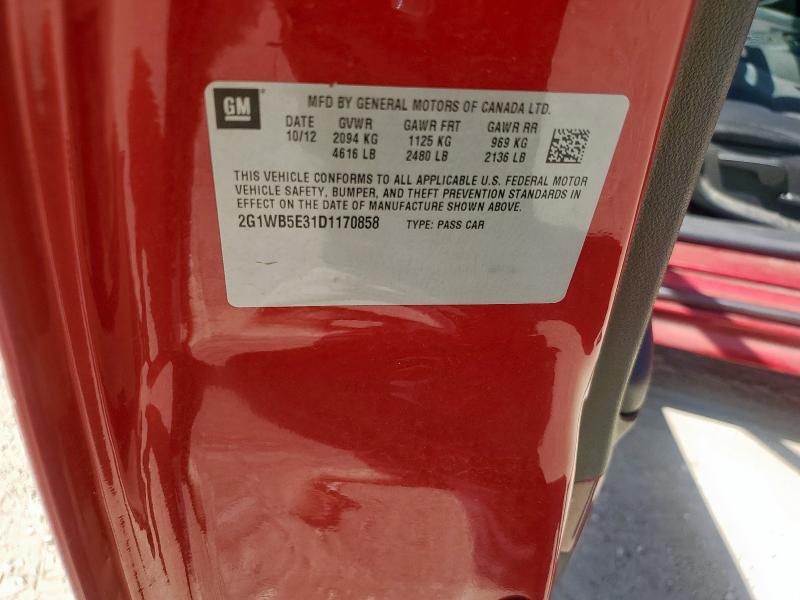 GM
MFD BY GENERAL MOTORS OF CANADA LTD.
DATE GVWR GAWR FRT GAWR RR
10/12 2094 KG 1125 KG 969 KG
4616 LB 2480 LB 2136 LB
THIS VEHICLE CONFORMS TO ALL APPLICABLE U.S. FEDERAL MOTOR
VEHICLE SAFETY, BUMPER, AND THEFT PREVENTION STANDARDS IN
EFFECT ON THE DATE OF MANUFACTURE SHOWN ABOVE.
2G1WB5E31D1170858 TYPE: PASS CAR